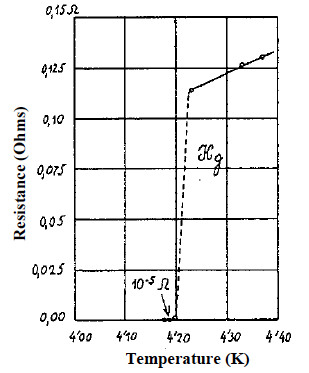 0,15 Ω
0,125
0,10
0,075
0,05
0,025
0,00
Resistance (Ohms)
Hg
10-5 Ω
4'00 4'10 4'20 4'30 4'40
Temperature (K)